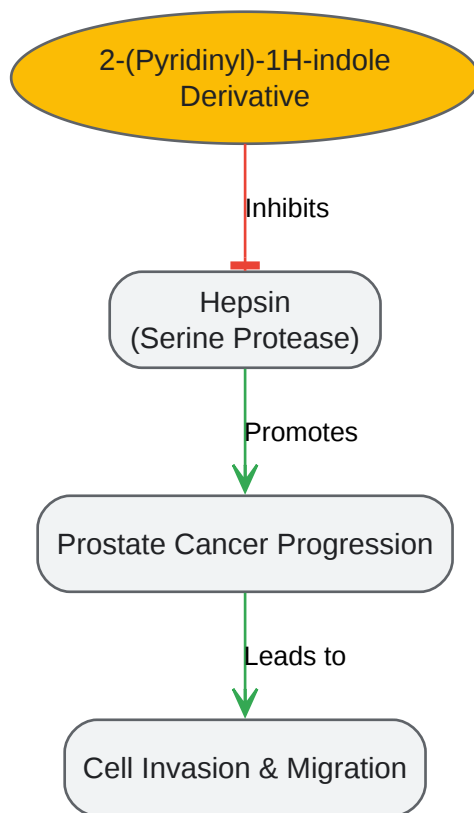 2-(Pyridinyl)-1H-indole
Derivative
Inhibits
Hepsin
(Serine Protease)
Promotes
Prostate Cancer Progression
Leads to
Cell Invasion & Migration